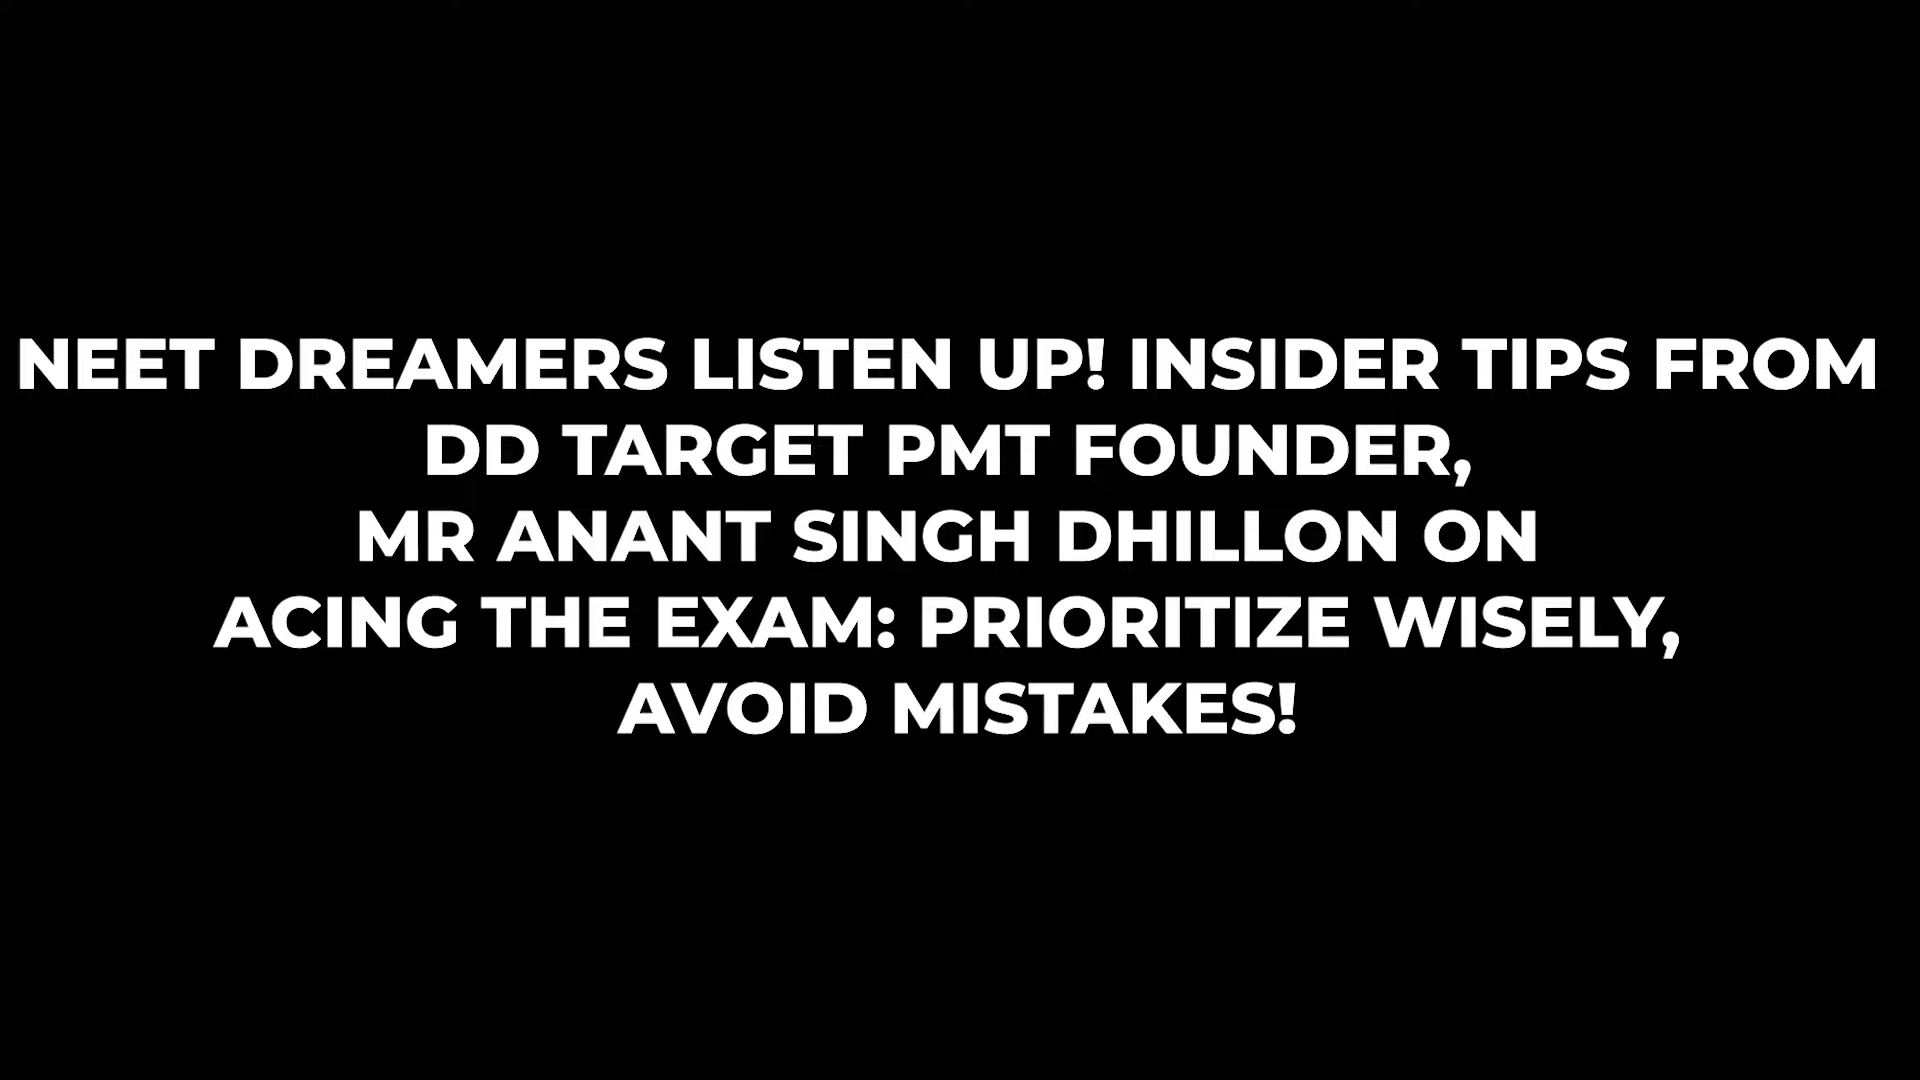 NEET DREAMERS LISTEN UP! INSIDER TIPS FROM
DD TARGET PMT FOUNDER,
MR ANANT SINGH DHILLON ON
ACING THE EXAM: PRIORITIZE WISELY,
AVOID MISTAKES!